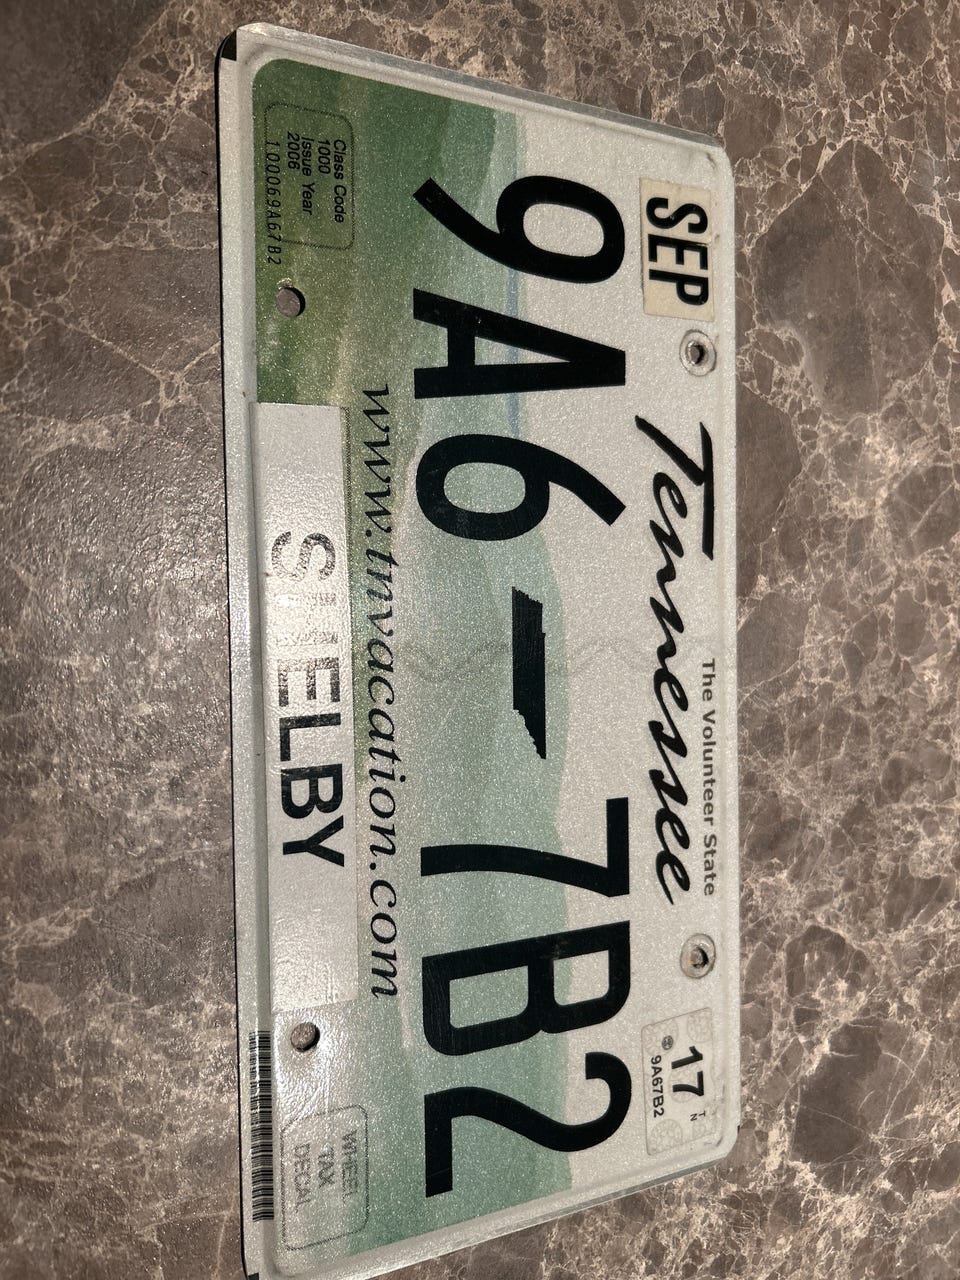 The Volunteer State
SEP
Tennessee
17
TN
9A67B2
9A6 7B2
www.tnvacation.com
Class Code
1000
Issue Year
2006
100069A67B2
SHELBY
WHEEL
TAX
DECAL